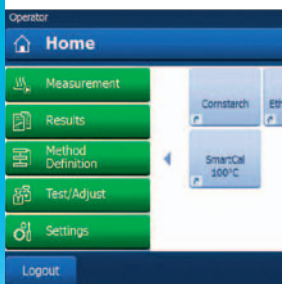 Operator
Home
Measurement
Results
Method
Definition
Test/Adjust
Settings
Cornstarch
SmartCal
100°C
Logout